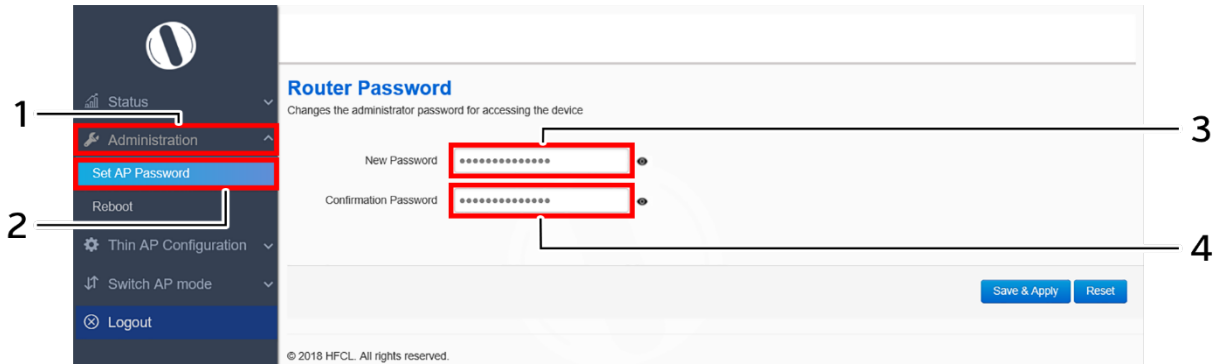 Status
1
Administration
Set AP Password
Reboot
2
Thin AP Configuration
Switch AP mode
Logout
Router Password
Changes the administrator password for accessing the device
3
New Password
Confirmation Password
4
Save & Apply Reset
© 2018 HFCL. All rights reserved.